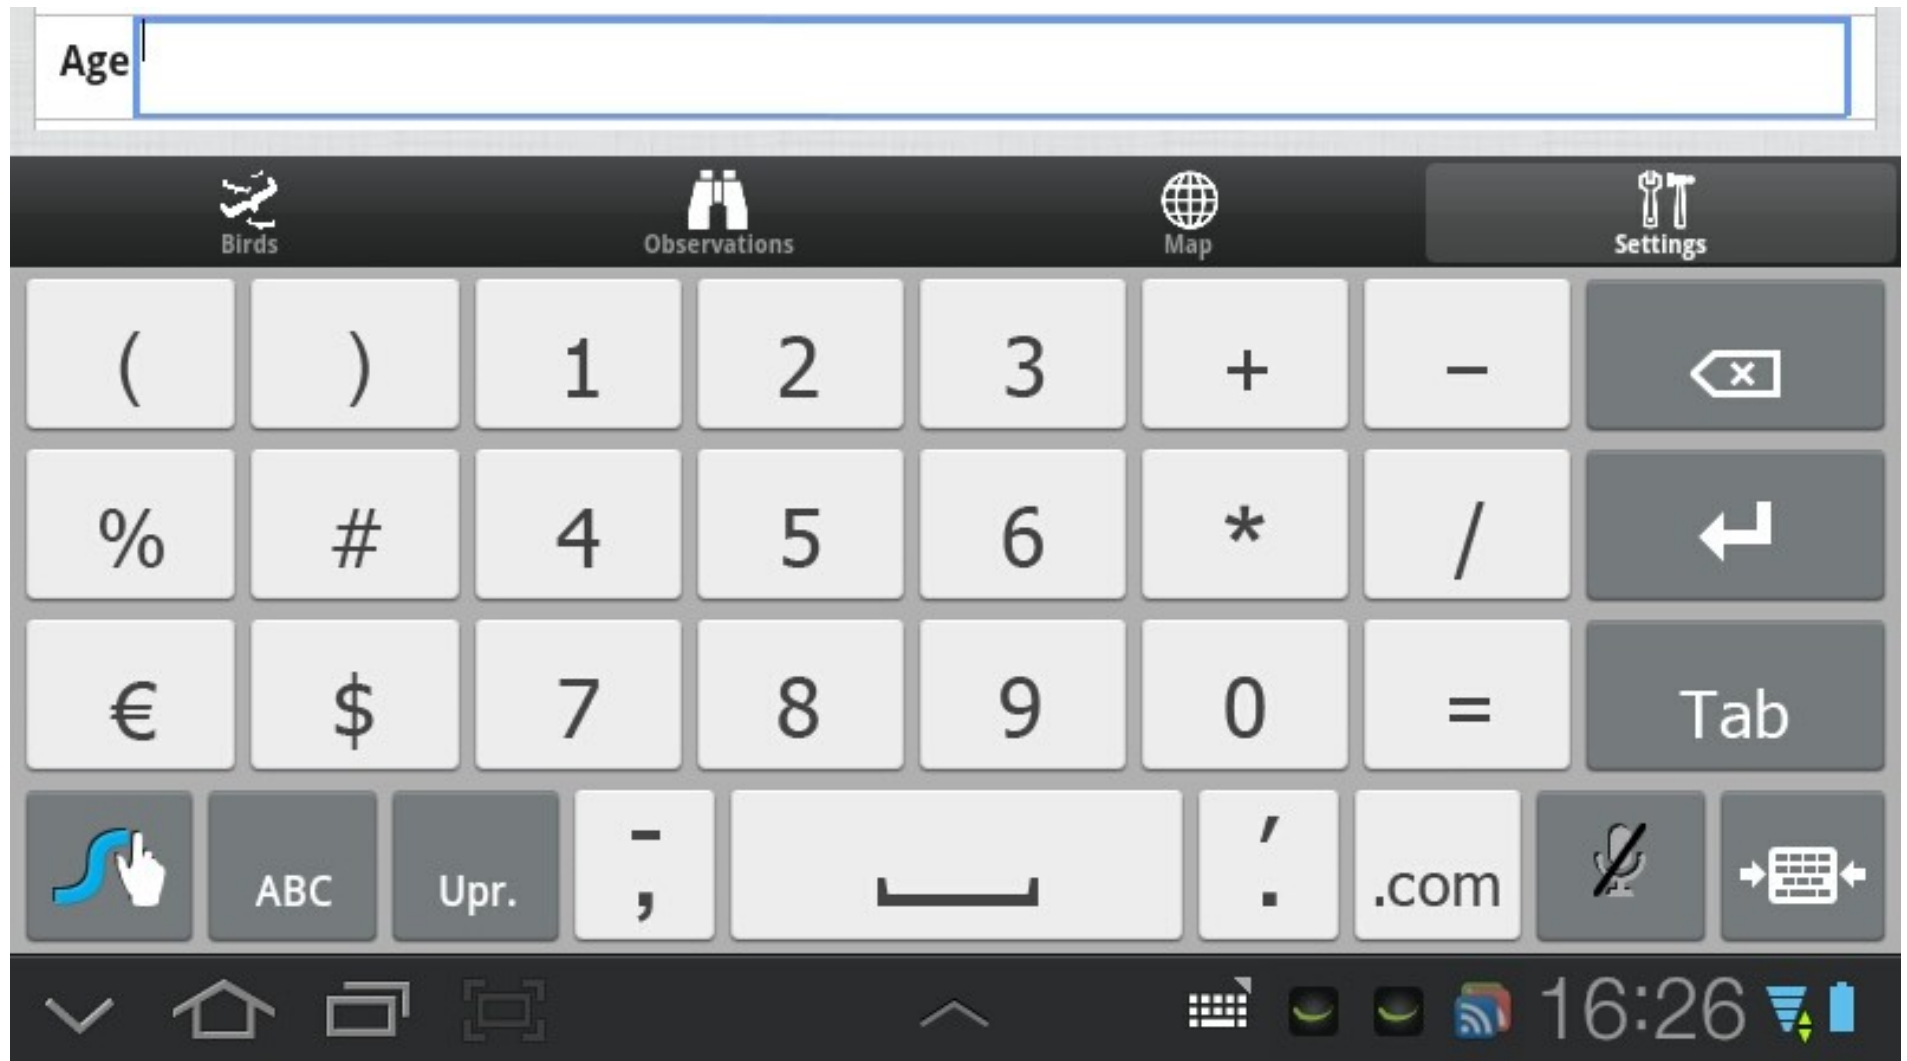 Age
Birds Observations Map Settings
( ) 1 2 3 + −
% # 4 5 6 * /
€ $ 7 8 9 0 = Tab
ABC Upr. - , ' . .com
16:26